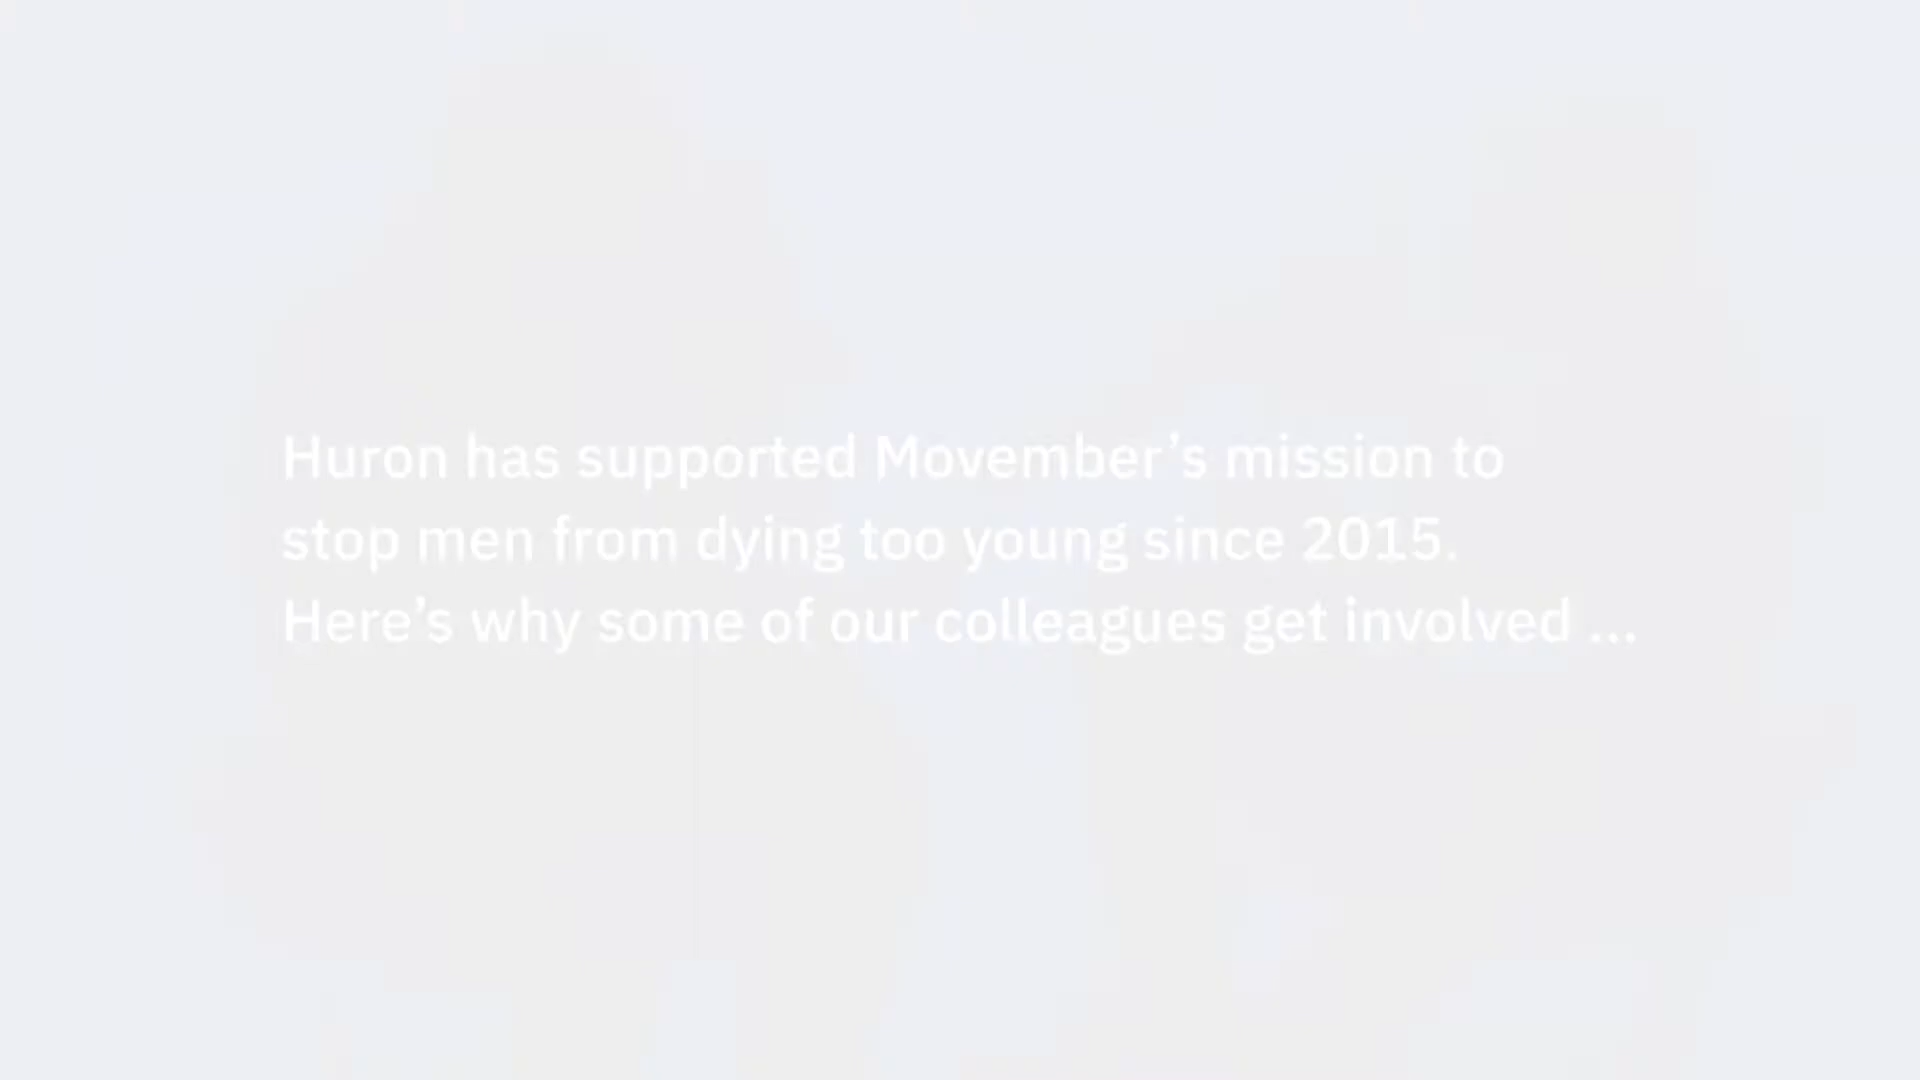 Huron has supported Movember’s mission to
stop men from dying too young since 2015.
Here’s why some of our colleagues get involved ...